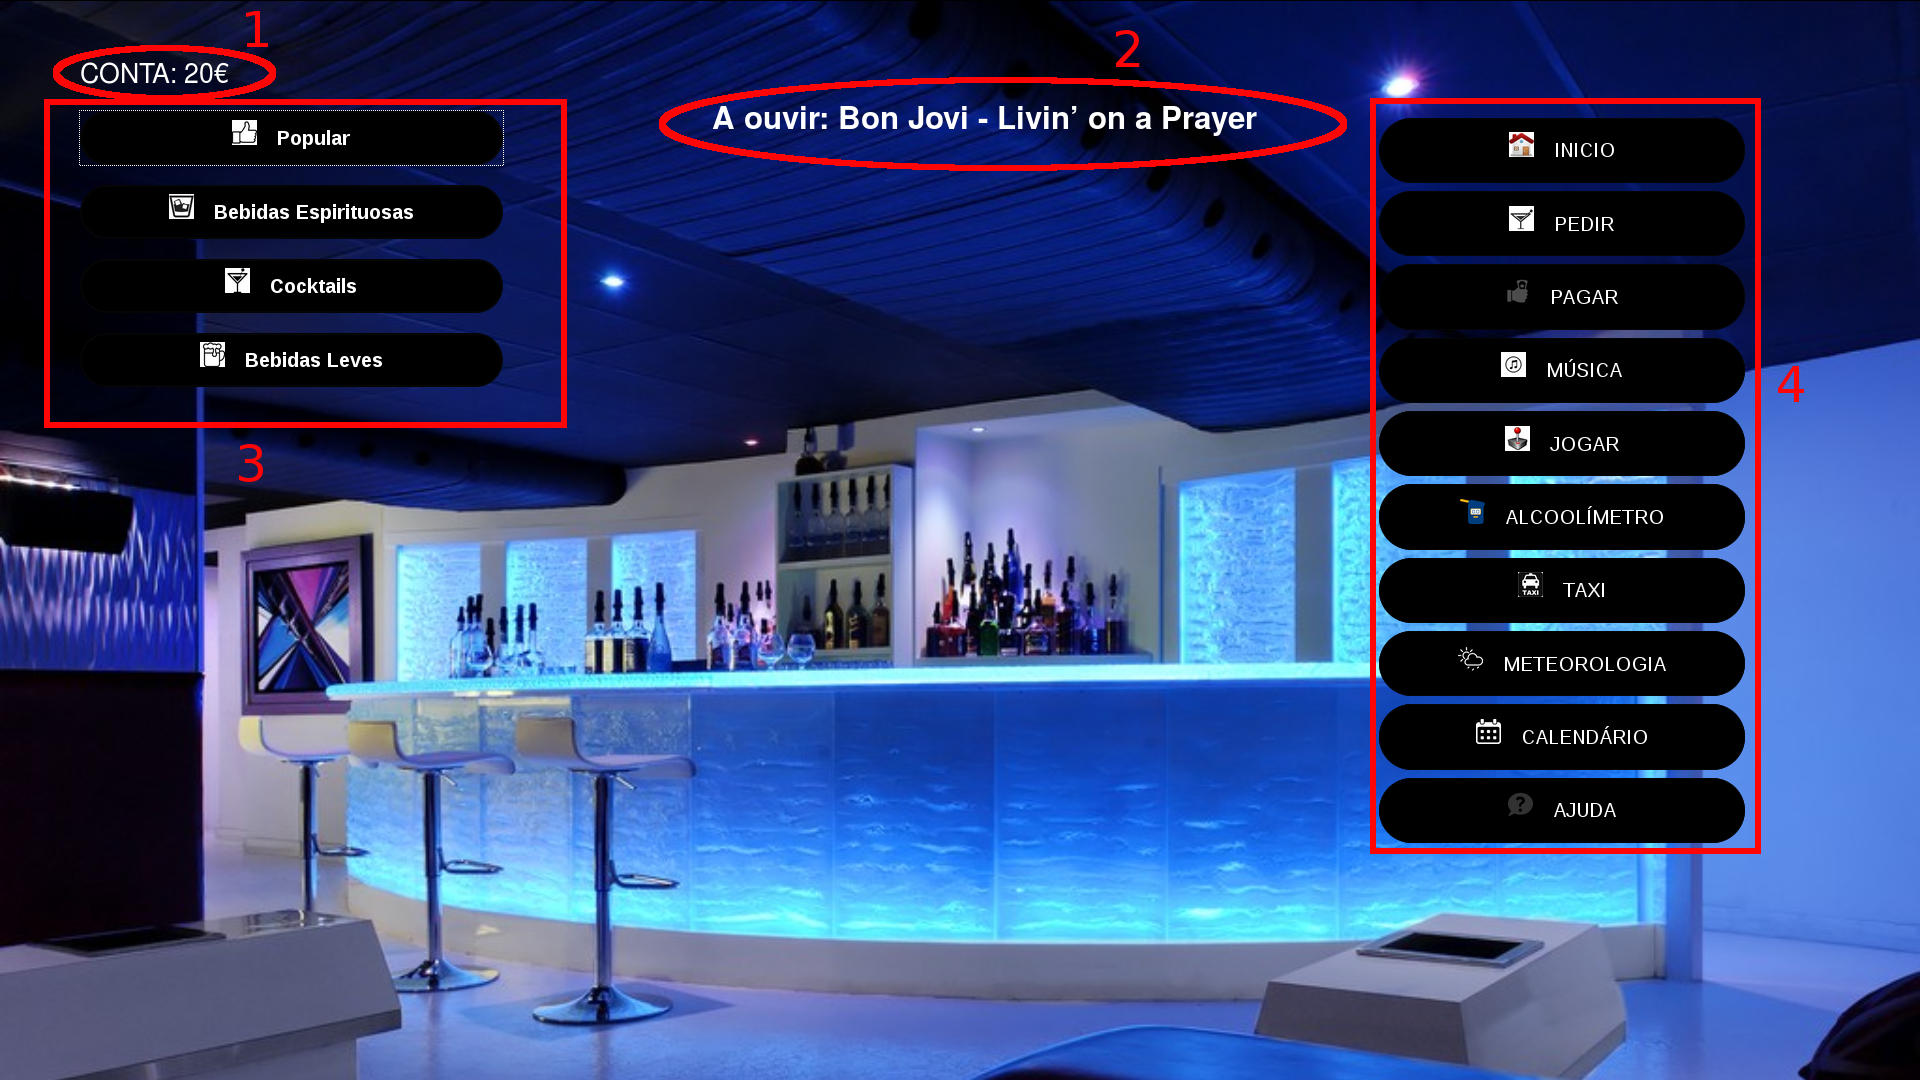 1
CONTA: 20€
2
A ouvir: Bon Jovi - Livin’ on a Prayer
Popular
Bebidas Espirituosas
Cocktails
Bebidas Leves
3
INICIO
PEDIR
PAGAR
MÚSICA
JOGAR
ALCOOLÍMETRO
TAXI
TAXI
METEOROLOGIA
CALENDÁRIO
AJUDA
4